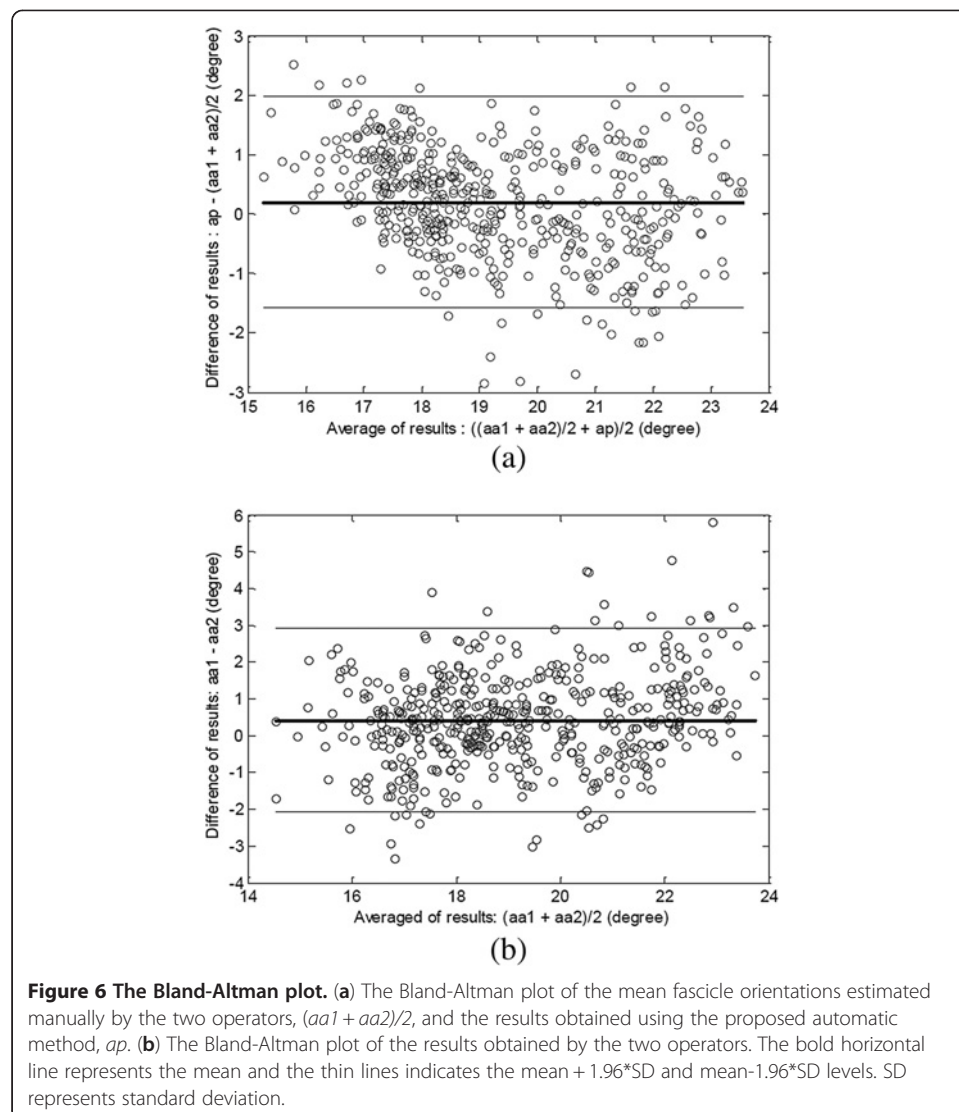 3
2
1
0
-1
-2
-3
15 16 17 18 19 20 21 22 23 24
Difference of results : ap - (aa1 + aa2)/2 (degree)
Average of results : ((aa1 + aa2)/2 + ap)/2 (degree)
(a)
6
5
4
3
2
1
0
-1
-2
-3
-4
14 16 18 20 22 24
Difference of results: aa1 - aa2 (degree)
Averaged of results: (aa1 + aa2)/2 (degree)
(b)
Figure 6 The Bland-Altman plot. (a) The Bland-Altman plot of the mean fascicle orientations estimated
manually by the two operators, (aa1 + aa2)/2, and the results obtained using the proposed automatic
method, ap. (b) The Bland-Altman plot of the results obtained by the two operators. The bold horizontal
line represents the mean and the thin lines indicates the mean + 1.96*SD and mean-1.96*SD levels. SD
represents standard deviation.